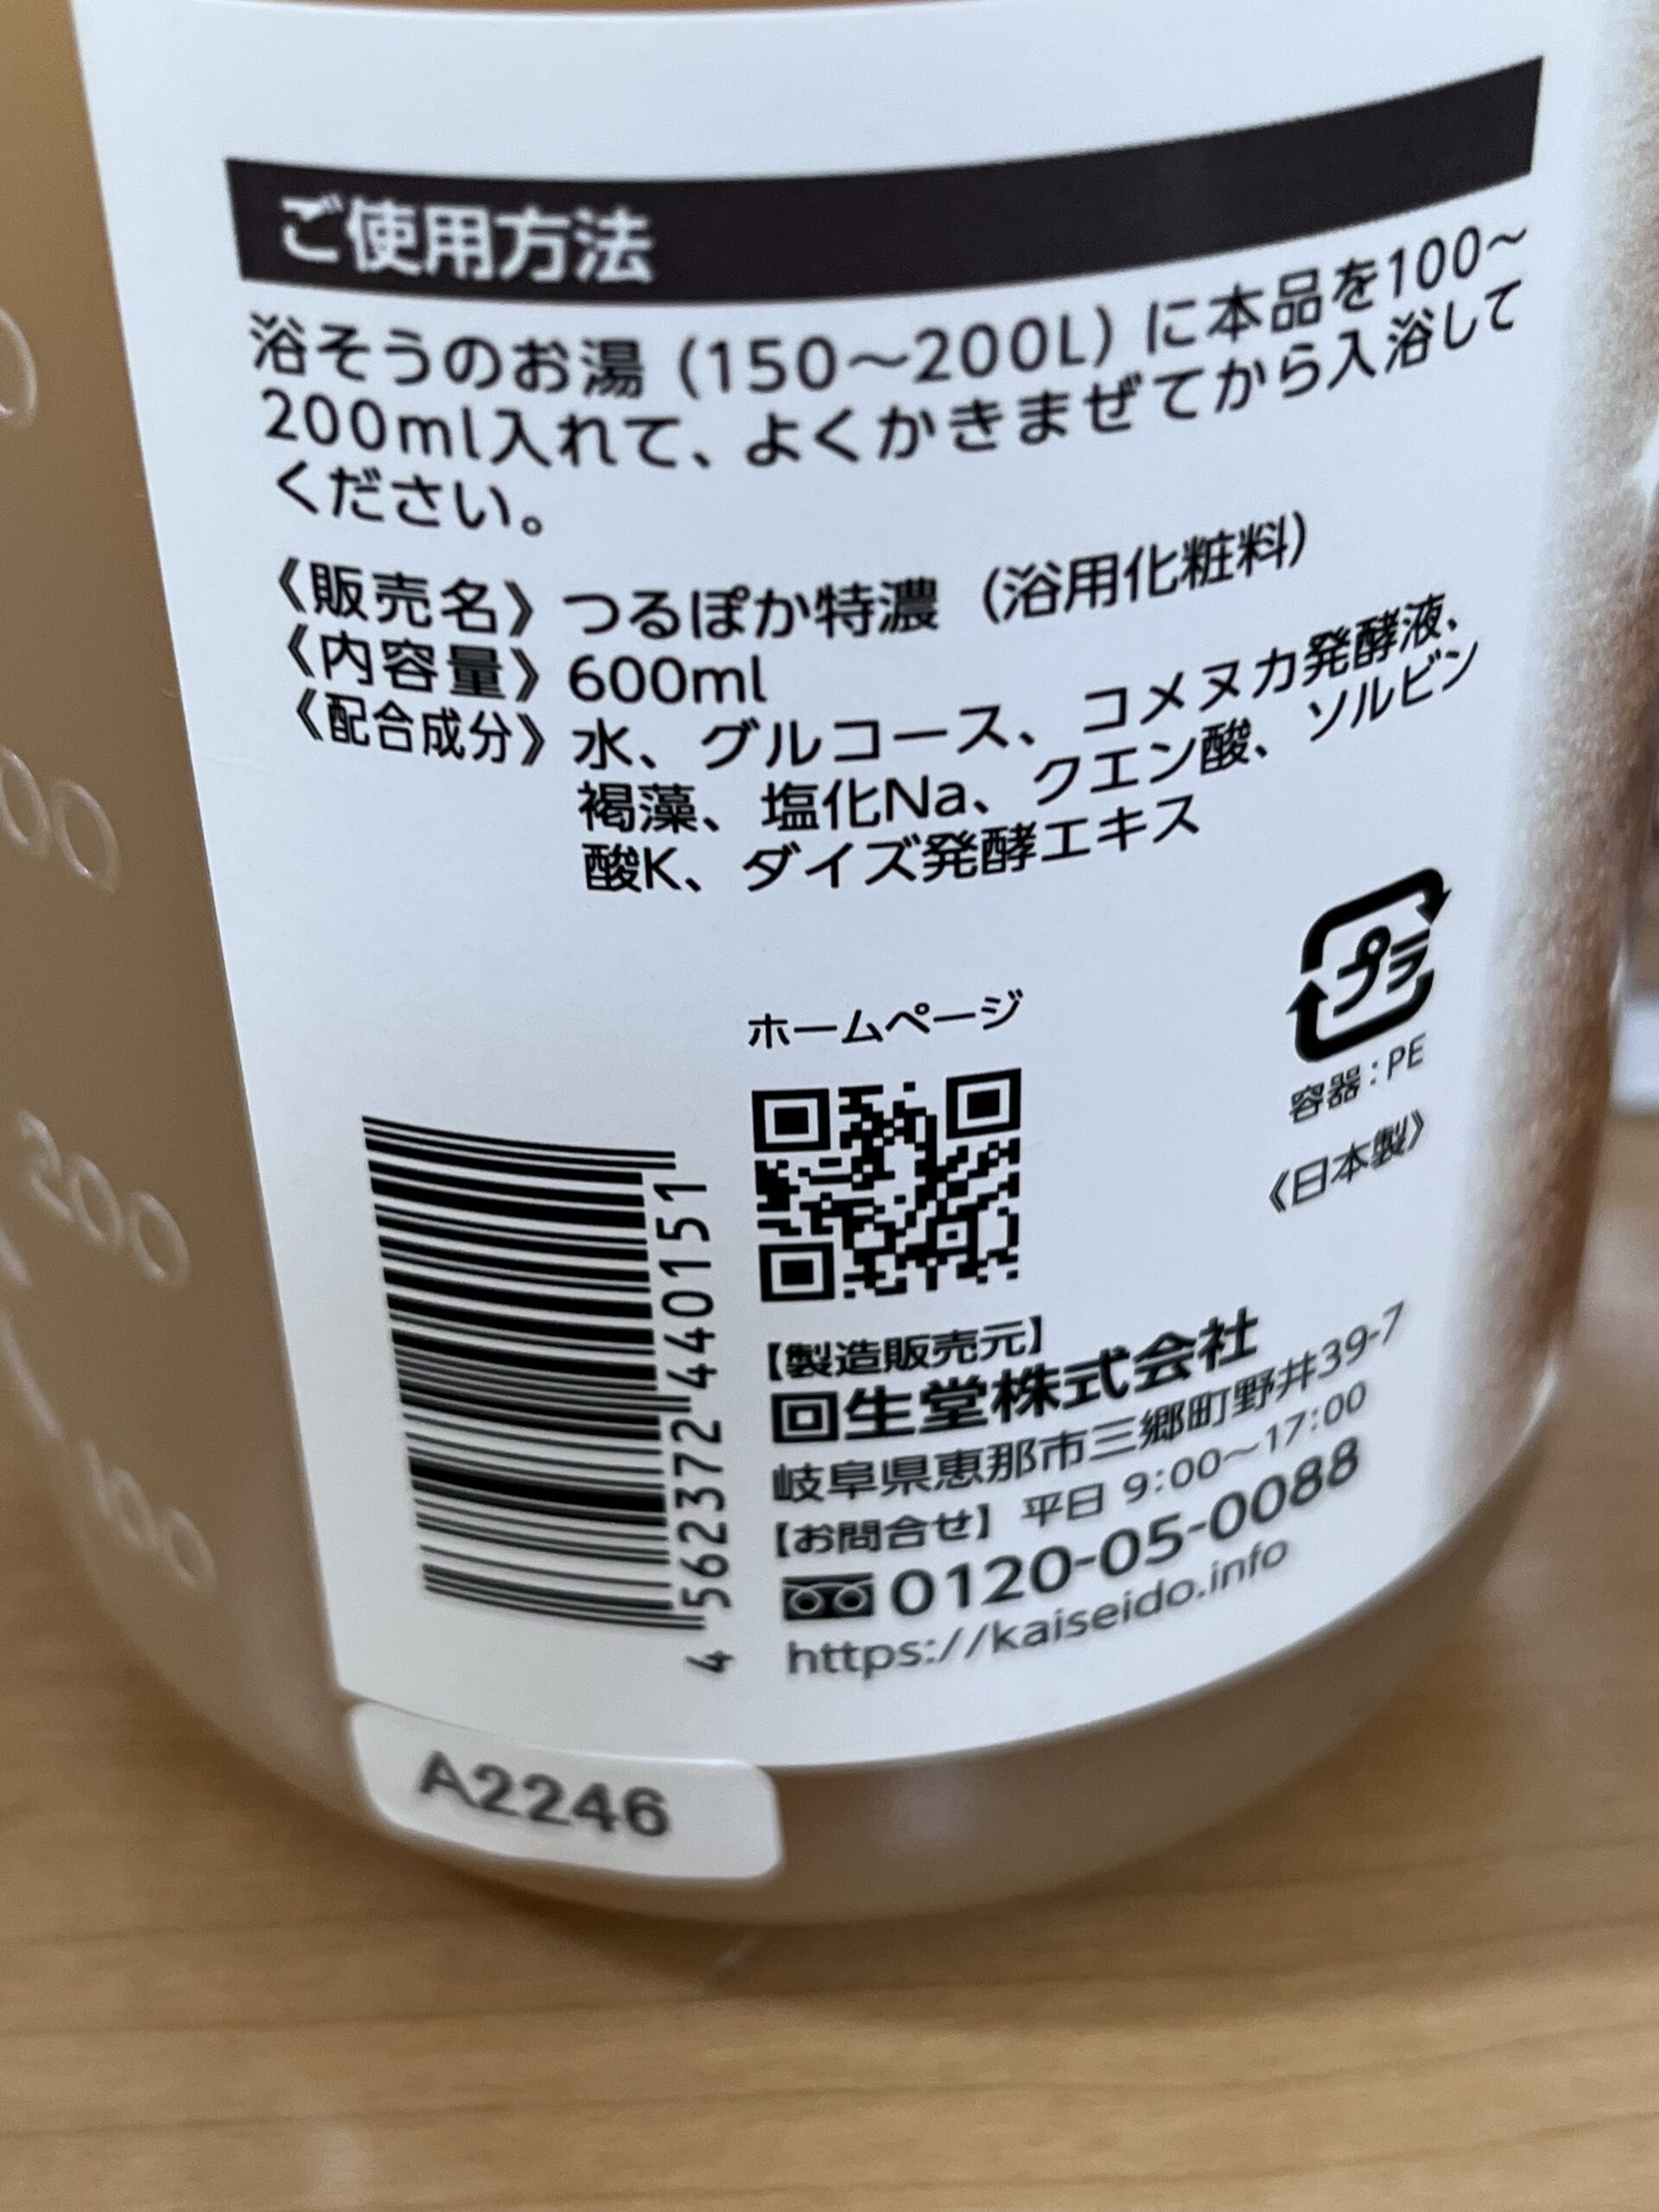 ご使用方法
浴そうのお湯（150～200L）に本品を100～
200ml入れて、よくかきまぜてから入浴して
ください。
《販売名》つるぽか特濃（浴用化粧料）
《内容量》600ml
《配合成分》水、グルコース、コメヌカ発酵液、
褐藻、塩化Na、クエン酸、ソルビン
酸K、ダイズ発酵エキス
プラ
容器：PE
《日本製》
ホームページ
4 562372 440151
【製造販売元】
回生堂株式会社
岐阜県恵那市三郷町野井39-7
【お問合せ】平日 9:00～17:00
0120-05-0088
https://kaiseido.info
A2246
200
100